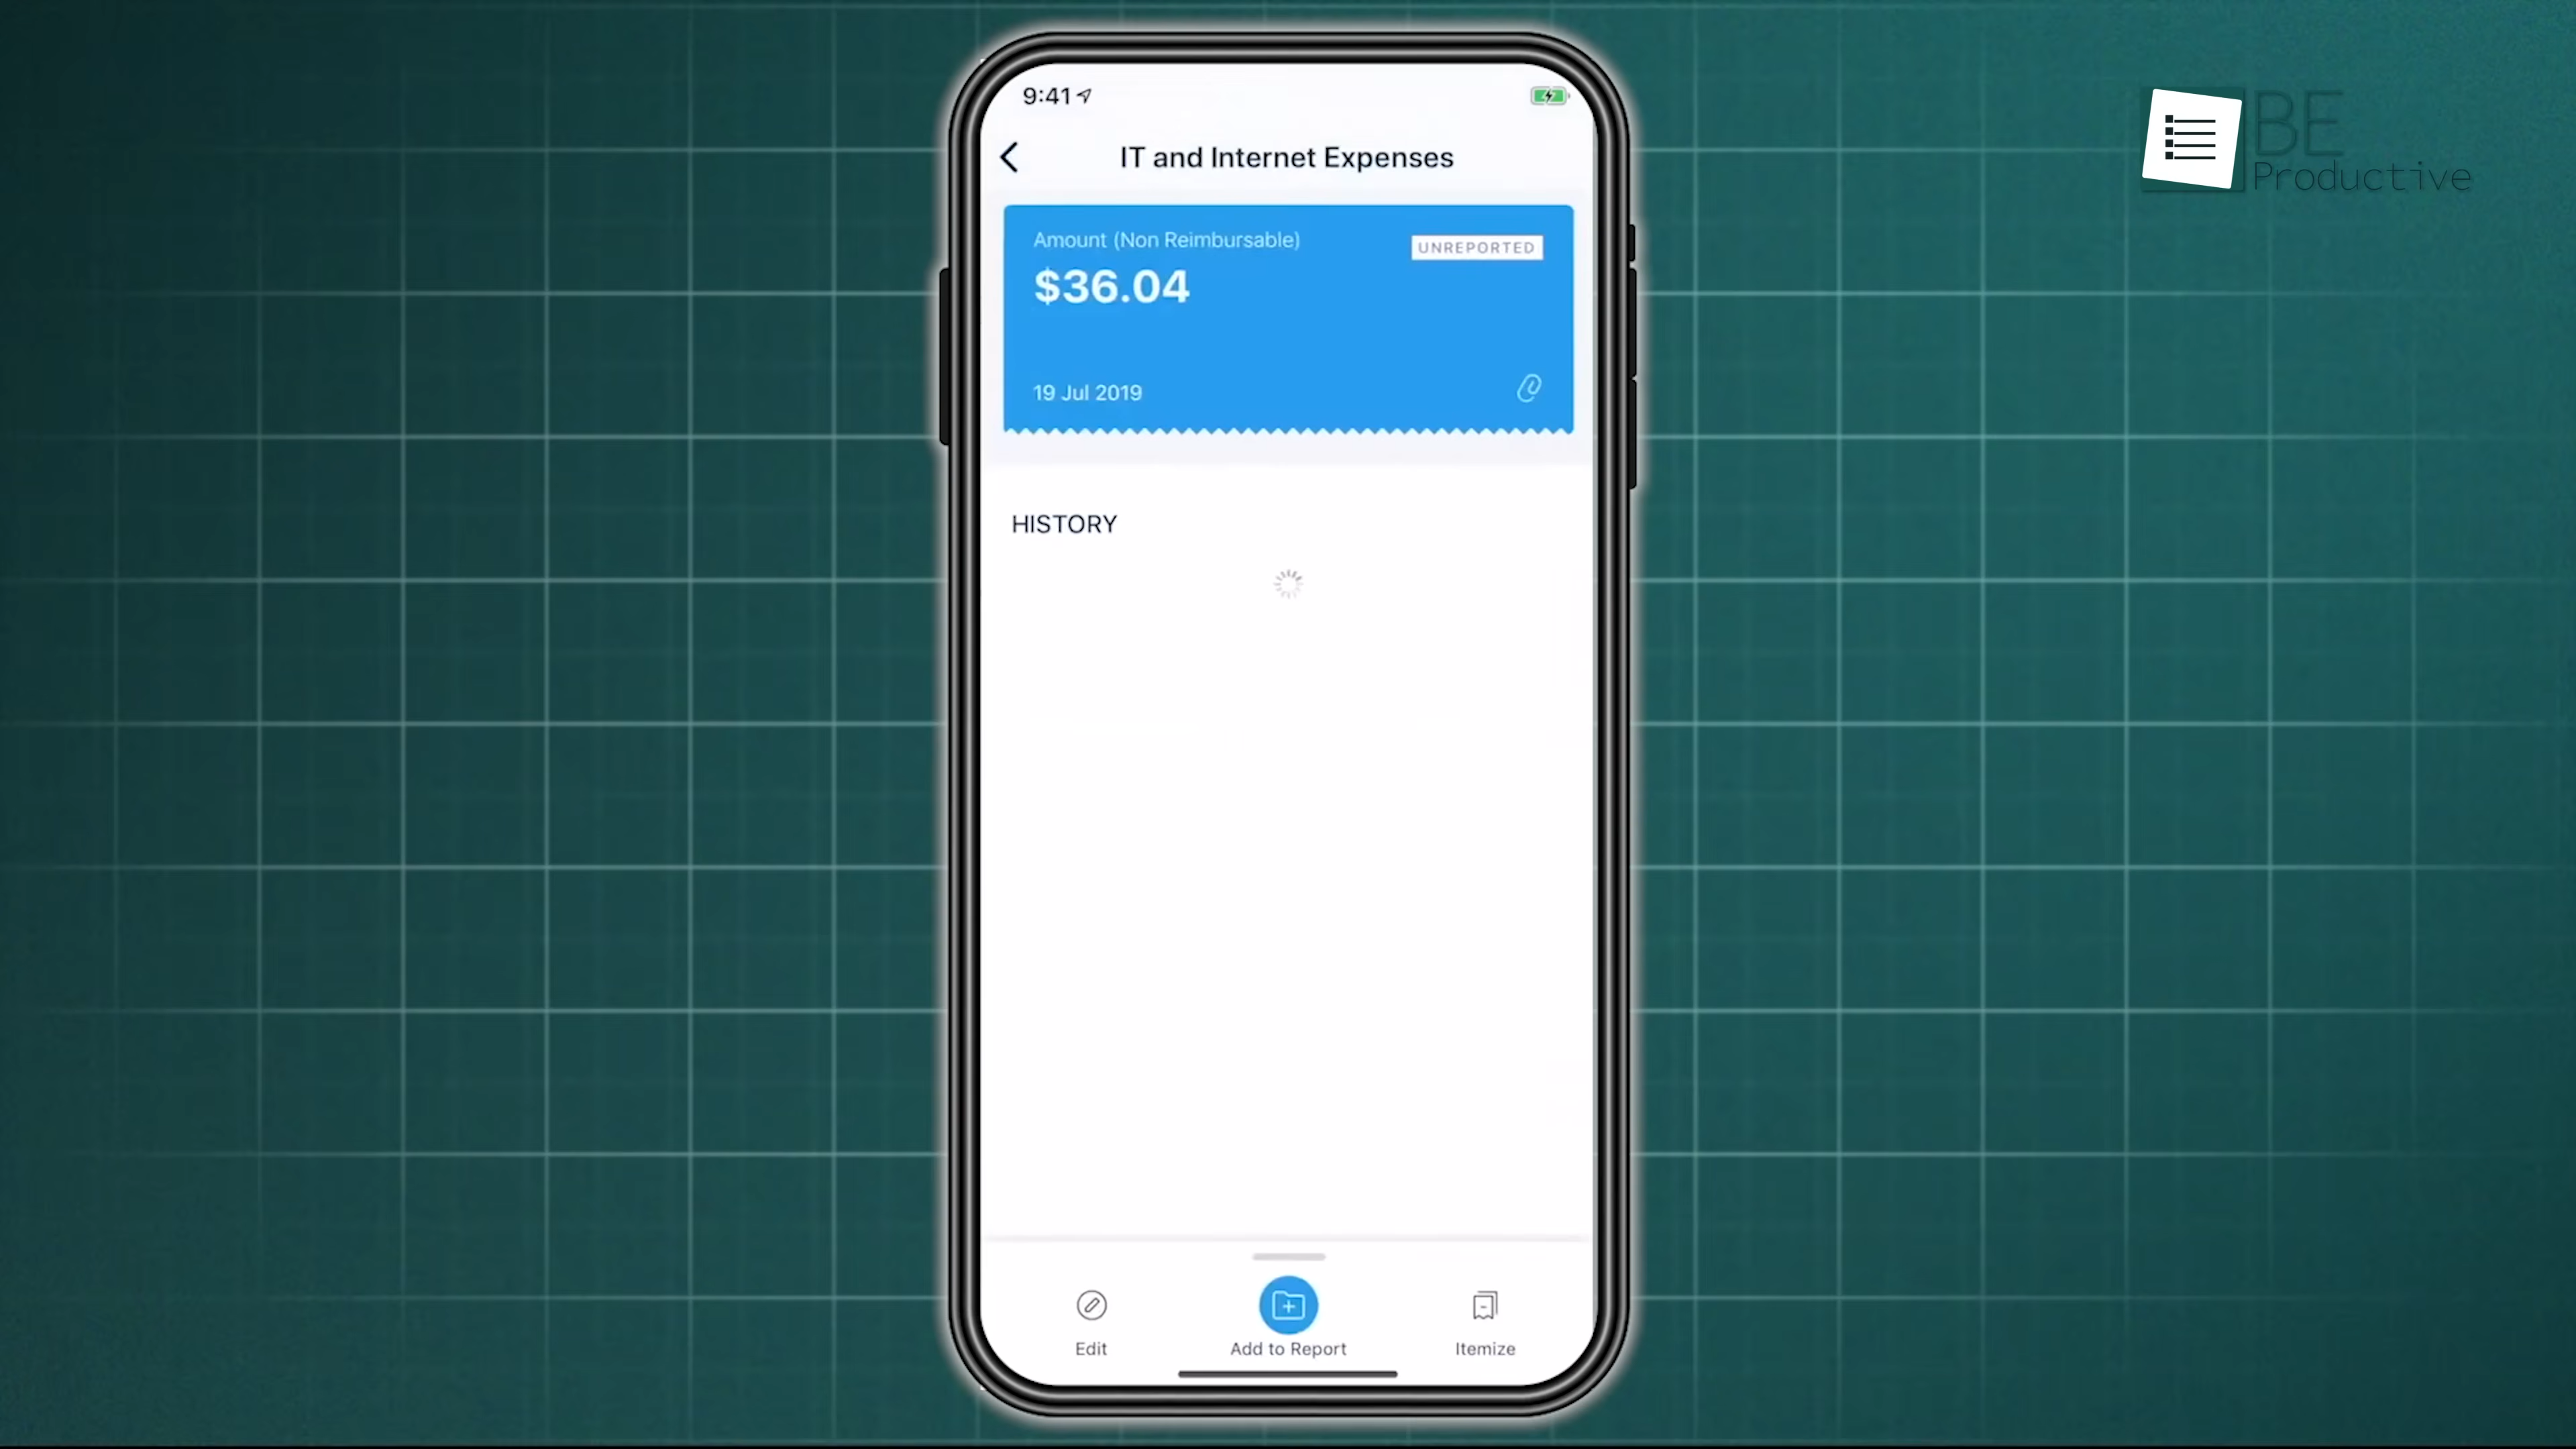 9:41
BE
Productive
IT and Internet Expenses
Amount (Non Reimbursable)
UNREPORTED
$36.04
19 Jul 2019
HISTORY
Edit
Add to Report
Itemize